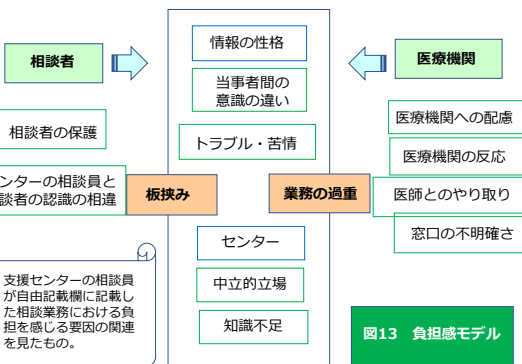 相談者
情報の性格
医療機関
当事者間の
意識の違い
トラブル・苦情
相談者の保護
ンターの相談員と
談者の認識の相違
医療機関への配慮
医療機関の反応
医師とのやり取り
窓口の不明確さ
板挟み
業務の過重
センター
中立的立場
知識不足
支援センターの相談員
が自由記載欄に記載し
た相談業務における負
担を感じる要因の関連
を見たもの。
図13 負担感モデル